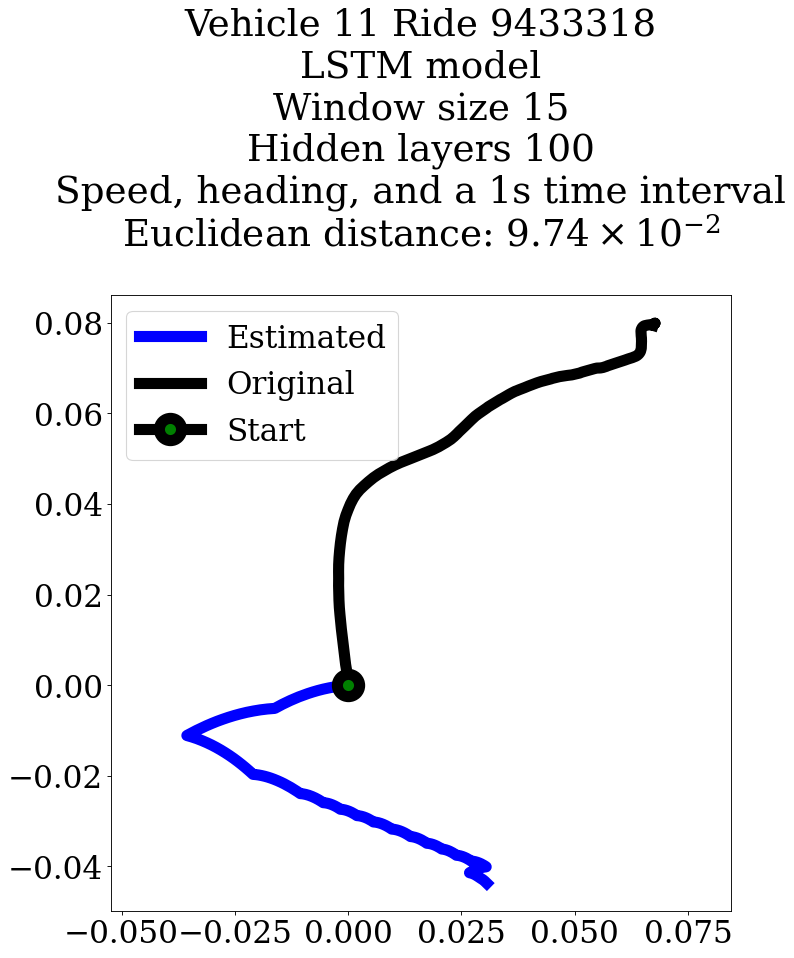 Vehicle 11 Ride 9433318
LSTM model
Window size 15
Hidden layers 100
Speed, heading, and a 1s time interval
Euclidean distance: 9.74 × 10⁻²
Estimated
Original
Start
0.08
0.06
0.04
0.02
0.00
−0.02
−0.04
−0.050 −0.025 0.000 0.025 0.050 0.075